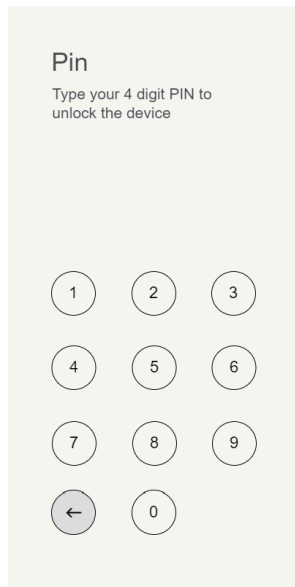 Pin
Type your 4 digit PIN to
unlock the device
1 2 3
4 5 6
7 8 9
← 0